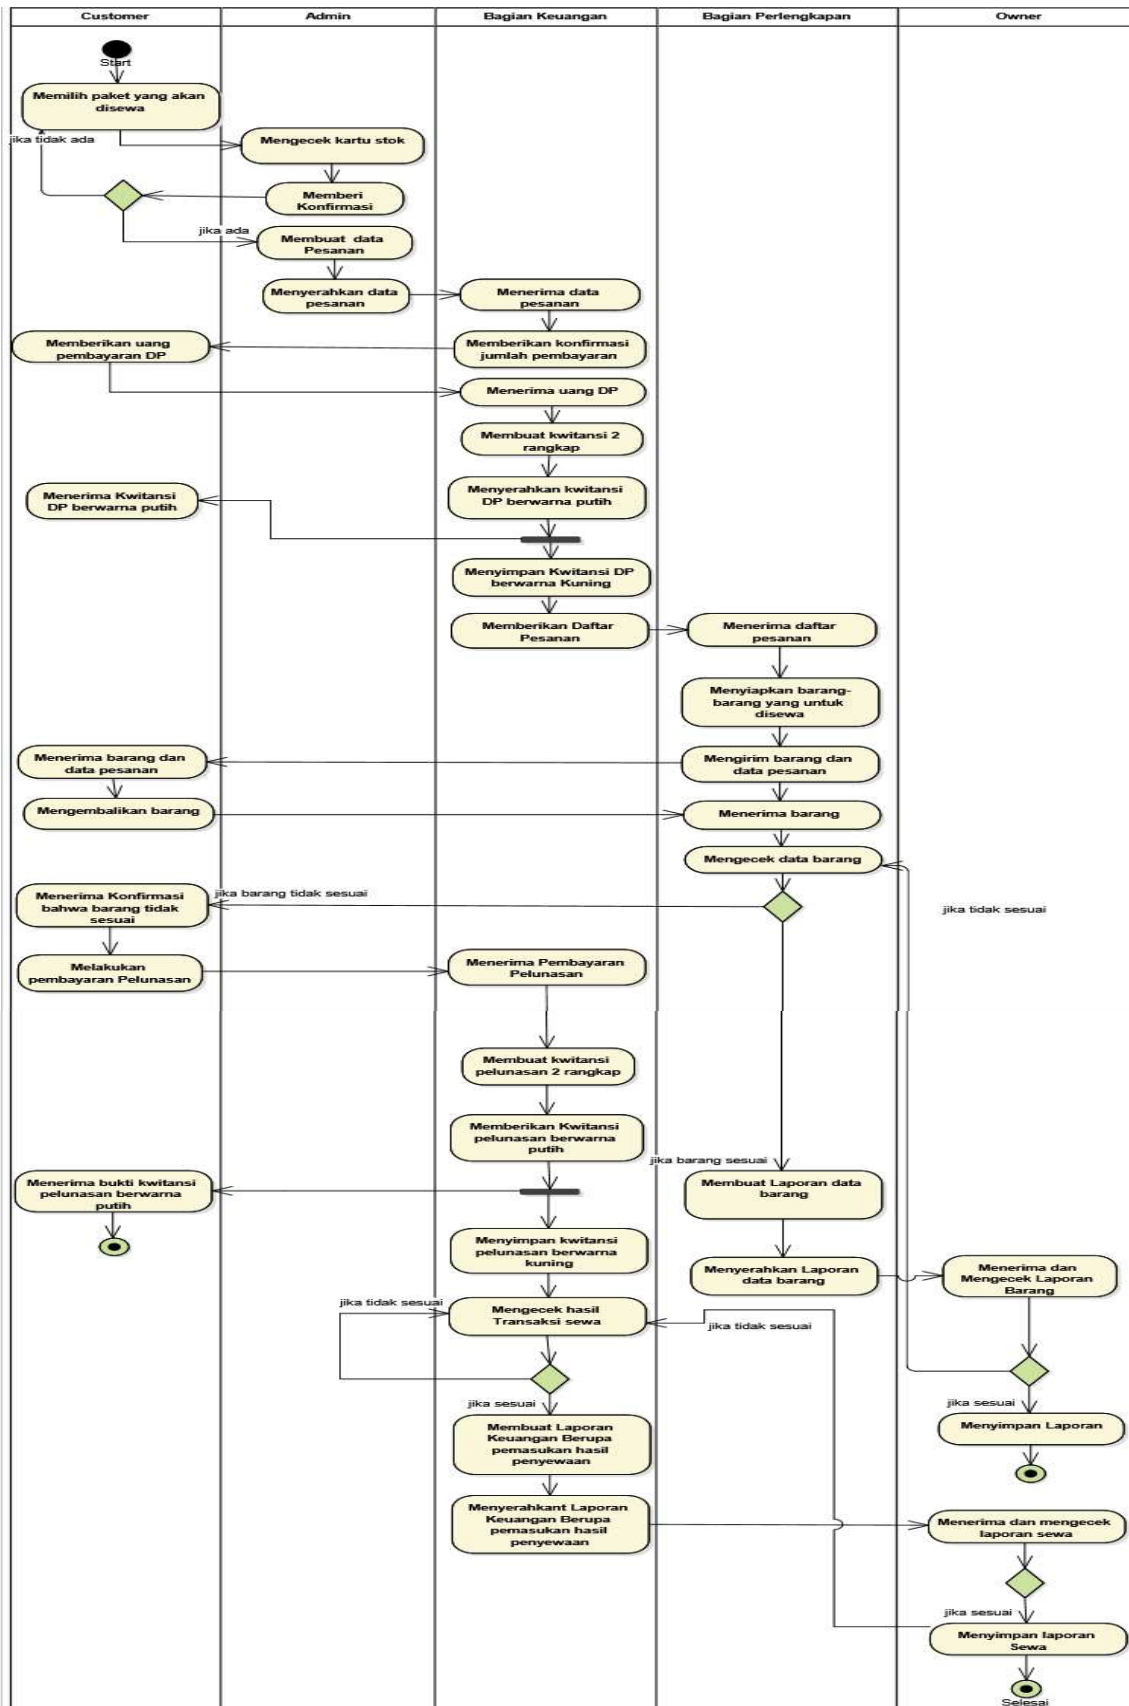 Customer
Admin
Bagian Keuangan
Bagian Perlengkapan
Owner
Start
Memilih paket yang akan
disewa
jika tidak ada
Mengecek kartu stok
Memberi
Konfirmasi
jika ada
Membuat data
Pesanan
Menyerahkan data
pesanan
Menerima data
pesanan
Memberikan uang
pembayaran DP
Memberikan konfirmasi
jumlah pembayaran
Menerima uang DP
Membuat kwitansi 2
rangkap
Menerima Kwitansi
DP berwarna putih
Menyerahkan kwitansi
DP berwarna putih
Menyimpan Kwitansi DP
berwarna Kuning
Memberikan Daftar
Pesanan
Menerima daftar
pesanan
Menyiapkan barang-
barang yang untuk
disewa
Menerima barang dan
data pesanan
Mengirim barang dan
data pesanan
Mengembalikan barang
Menerima barang
Mengecek data barang
Menerima Konfirmasi
bahwa barang tidak
sesuai
jika barang tidak sesuai
jika tidak sesuai
Melakukan
pembayaran Pelunasan
Menerima Pembayaran
Pelunasan
Membuat kwitansi
pelunasan 2 rangkap
Memberikan Kwitansi
pelunasan berwarna
putih
jika barang sesuai
Menerima bukti kwitansi
pelunasan berwarna
putih
Membuat Laporan data
barang
Menyimpan kwitansi
pelunasan berwarna
kuning
Menyerahkan Laporan
data barang
Menerima dan
Mengecek Laporan
Barang
jika tidak sesuai
Mengecek hasil
Transaksi sewa
jika tidak sesuai
jika sesuai
jika sesuai
Menyimpan Laporan
Membuat Laporan
Keuangan Berupa
pemasukan hasil
penyewaan
Menyerahkant Laporan
Keuangan Berupa
pemasukan hasil
penyewaan
Menerima dan mengecek
laporan sewa
jika sesuai
Menyimpan laporan
Sewa
Selesai